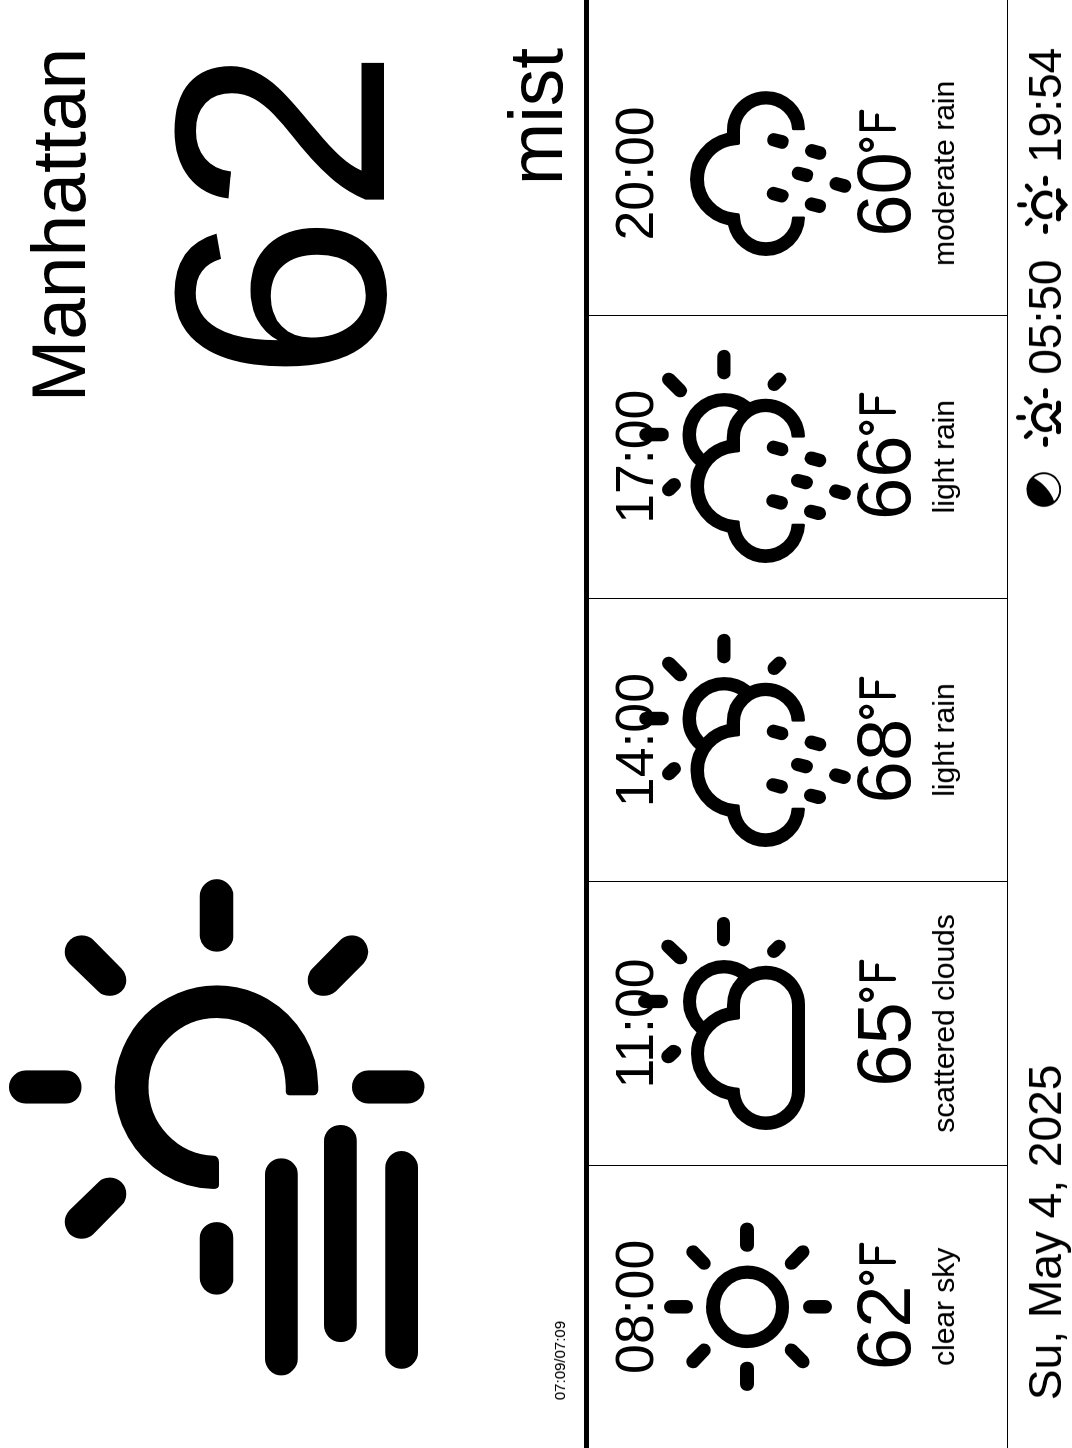 Manhattan
62
mist
07:09/07:09
08:00
62°F
clear sky
11:00
65°F
scattered clouds
14:00
68°F
light rain
17:00
66°F
light rain
20:00
60°F
moderate rain
Su, May 4, 2025
05:50
19:54